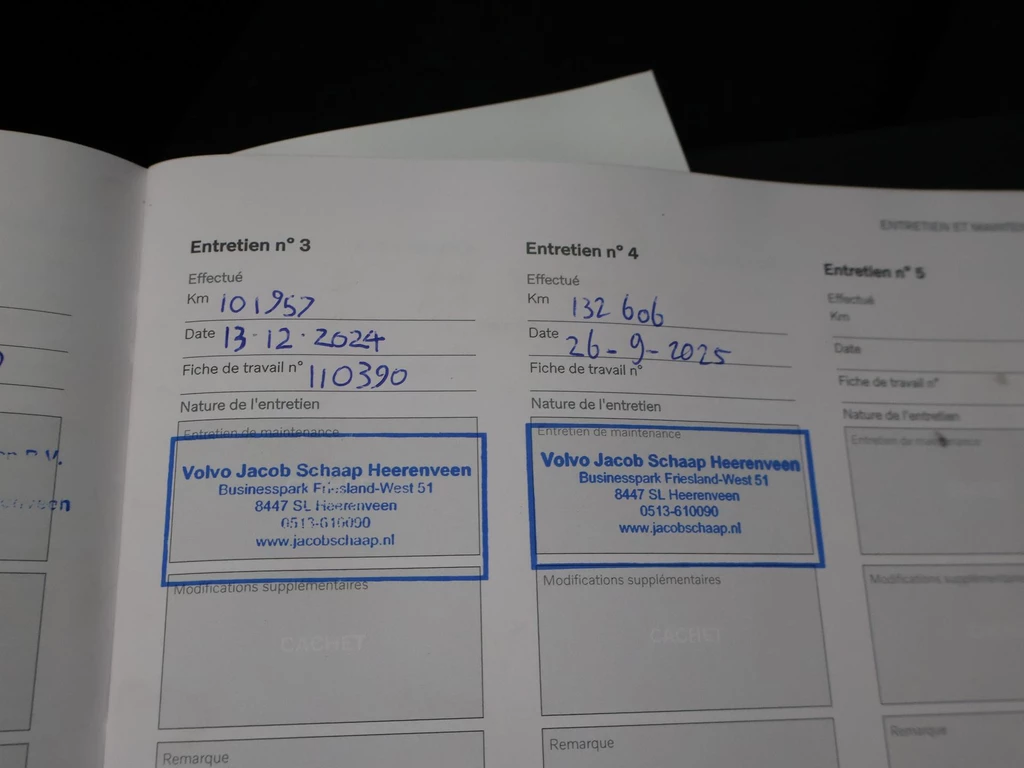 ENTRETIEN ET
Entretien n° 3
Effectué
Km 101957
Date 13-12-2024
Fiche de travail n° 110390
Nature de l'entretien
Entretien de maintenance
Volvo Jacob Schaap Heerenveen
Businesspark Friesland-West 51
8447 SL Heerenveen
0513-610090
www.jacobschaap.nl
Modifications supplémentaires
CACHET
Remarque
Entretien n° 4
Effectué
Km 132 606
Date 26-9-2025
Fiche de travail n°
Nature de l'entretien
Entretien de maintenance
Volvo Jacob Schaap Heerenveen
Businesspark Friesland-West 51
8447 SL Heerenveen
0513-610090
www.jacobschaap.nl
Modifications supplémentaires
CACHET
Remarque
Entretien n° 5
Effectué
Km
Date
Fiche de travail n°
Nature de l'entretien
Entretien de maintenance
Modifications supplémentaires
Remarque